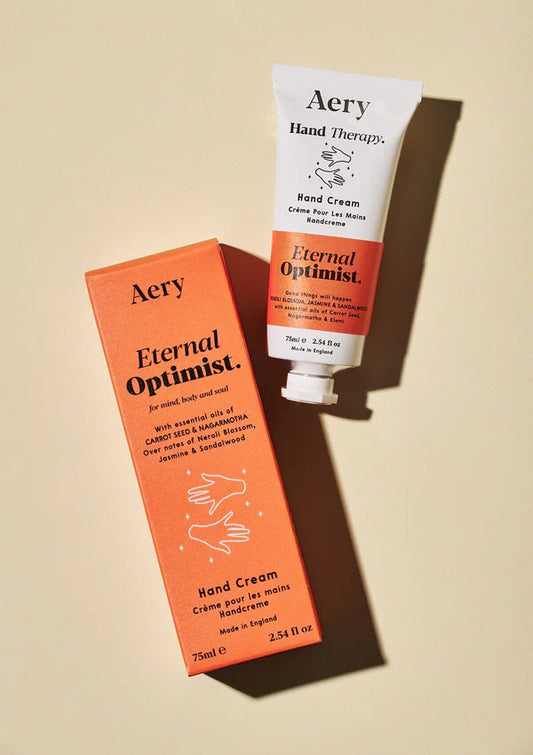 Aery
Hand Therapy.
Hand Cream
Crème Pour Les Mains
Handcreme
Eternal
Optimist.
Good things will happen
NEROLI BLOSSOM, JASMINE & SANDALWOOD
with essential oils of Carrot Seed,
Nagarmotha & Elemi
75ml e 2.54 fl oz
Made in England
Aery
Eternal
Optimist.
for mind, body and soul
With essential oils of
CARROT SEED & NAGARMOTHA
Over notes of Neroli Blossom,
Jasmine & Sandalwood
Hand Cream
Crème pour les mains
Handcreme
Made in England
75ml e 2.54 fl oz